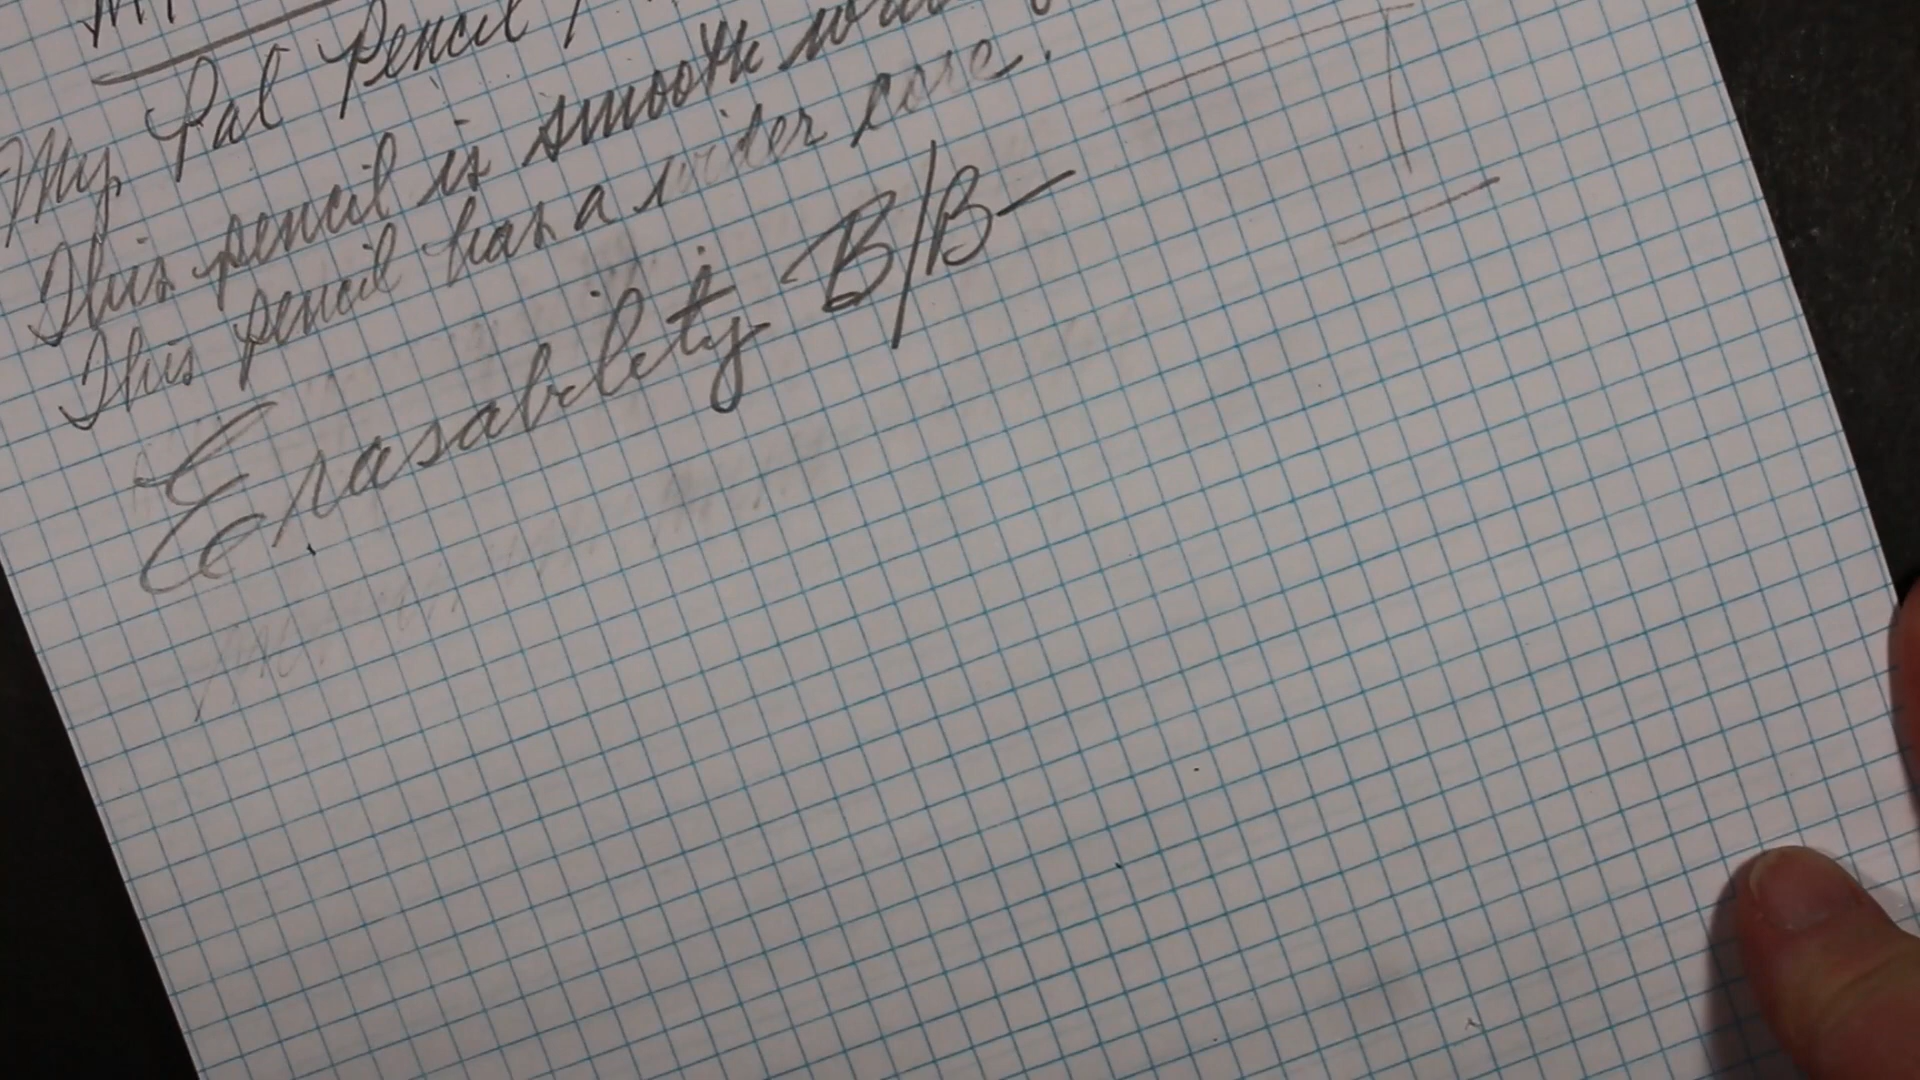 My Pal Pencil
This pencil is smooth
This pencil has a wider core.
Erasability B/B-